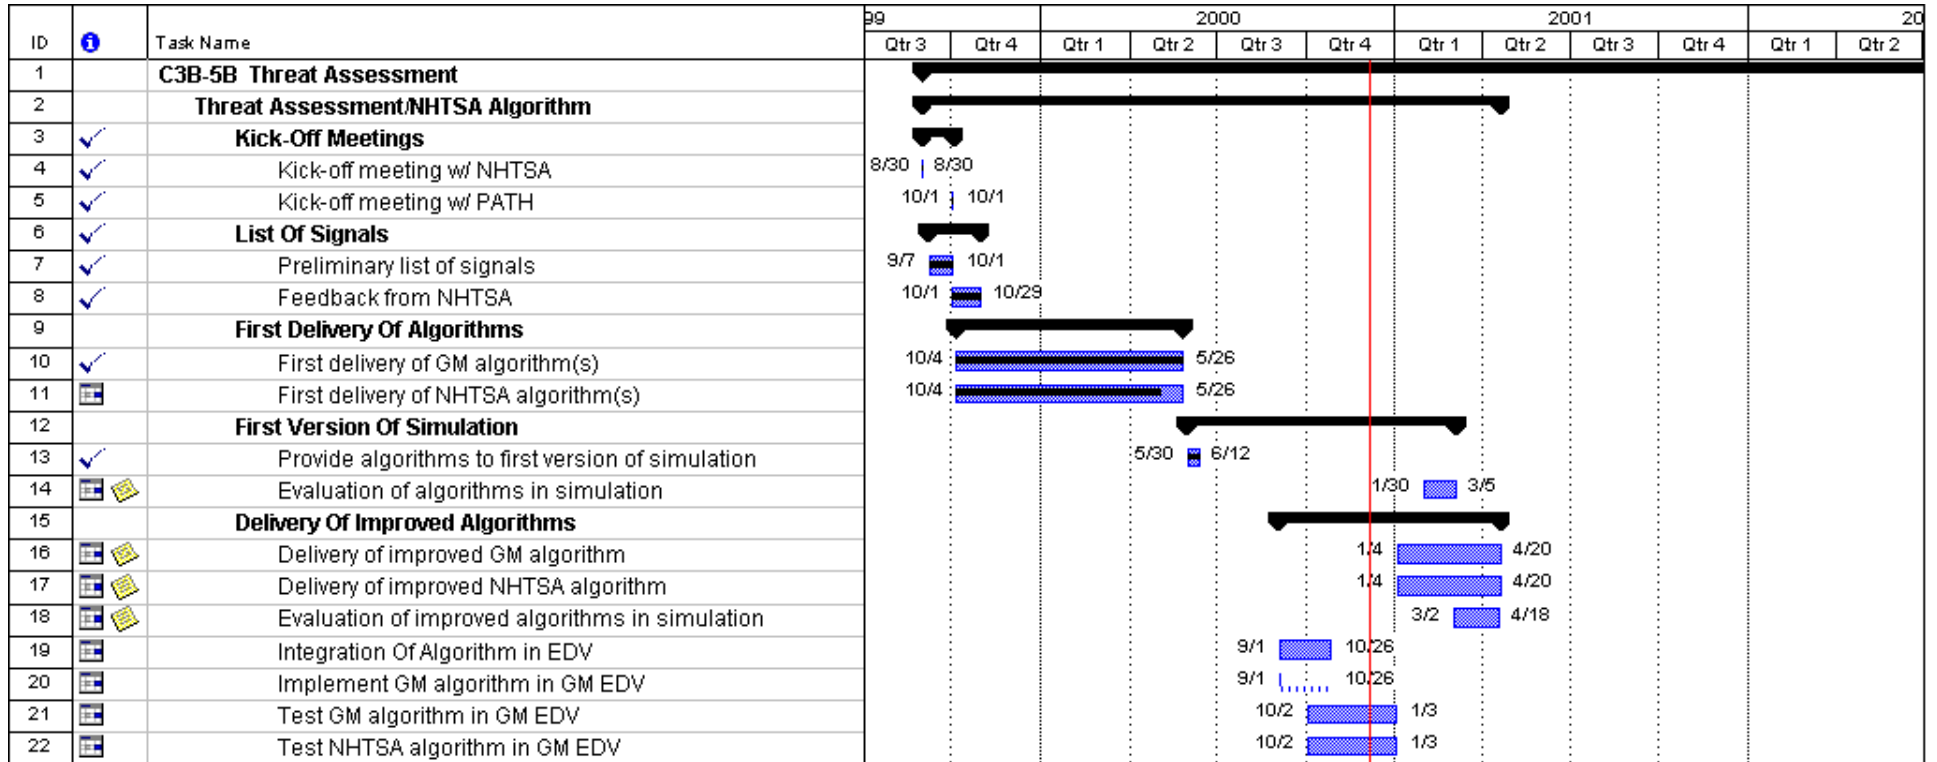 99 2000 2001 20
ID Task Name Qtr 3 Qtr 4 Qtr 1 Qtr 2 Qtr 3 Qtr 4 Qtr 1 Qtr 2 Qtr 3 Qtr 4 Qtr 1 Qtr 2
1 C3B-5B Threat Assessment
2 Threat Assessment/NHTSA Algorithm
3 Kick-Off Meetings
4 Kick-off meeting w/ NHTSA 8/30 8/30
5 Kick-off meeting w/ PATH 10/1 10/1
6 List Of Signals
7 Preliminary list of signals 9/7 10/1
8 Feedback from NHTSA 10/1 10/29
9 First Delivery Of Algorithms
10 First delivery of GM algorithm(s) 10/4 5/26
11 First delivery of NHTSA algorithm(s) 10/4 5/26
12 First Version Of Simulation
13 Provide algorithms to first version of simulation 5/30 6/12
14 Evaluation of algorithms in simulation 1/30 3/5
15 Delivery Of Improved Algorithms
16 Delivery of improved GM algorithm 1/4 4/20
17 Delivery of improved NHTSA algorithm 1/4 4/20
18 Evaluation of improved algorithms in simulation 3/2 4/18
19 Integration Of Algorithm in EDV 9/1 10/26
20 Implement GM algorithm in GM EDV 9/1 10/26
21 Test GM algorithm in GM EDV 10/2 1/3
22 Test NHTSA algorithm in GM EDV 10/2 1/3